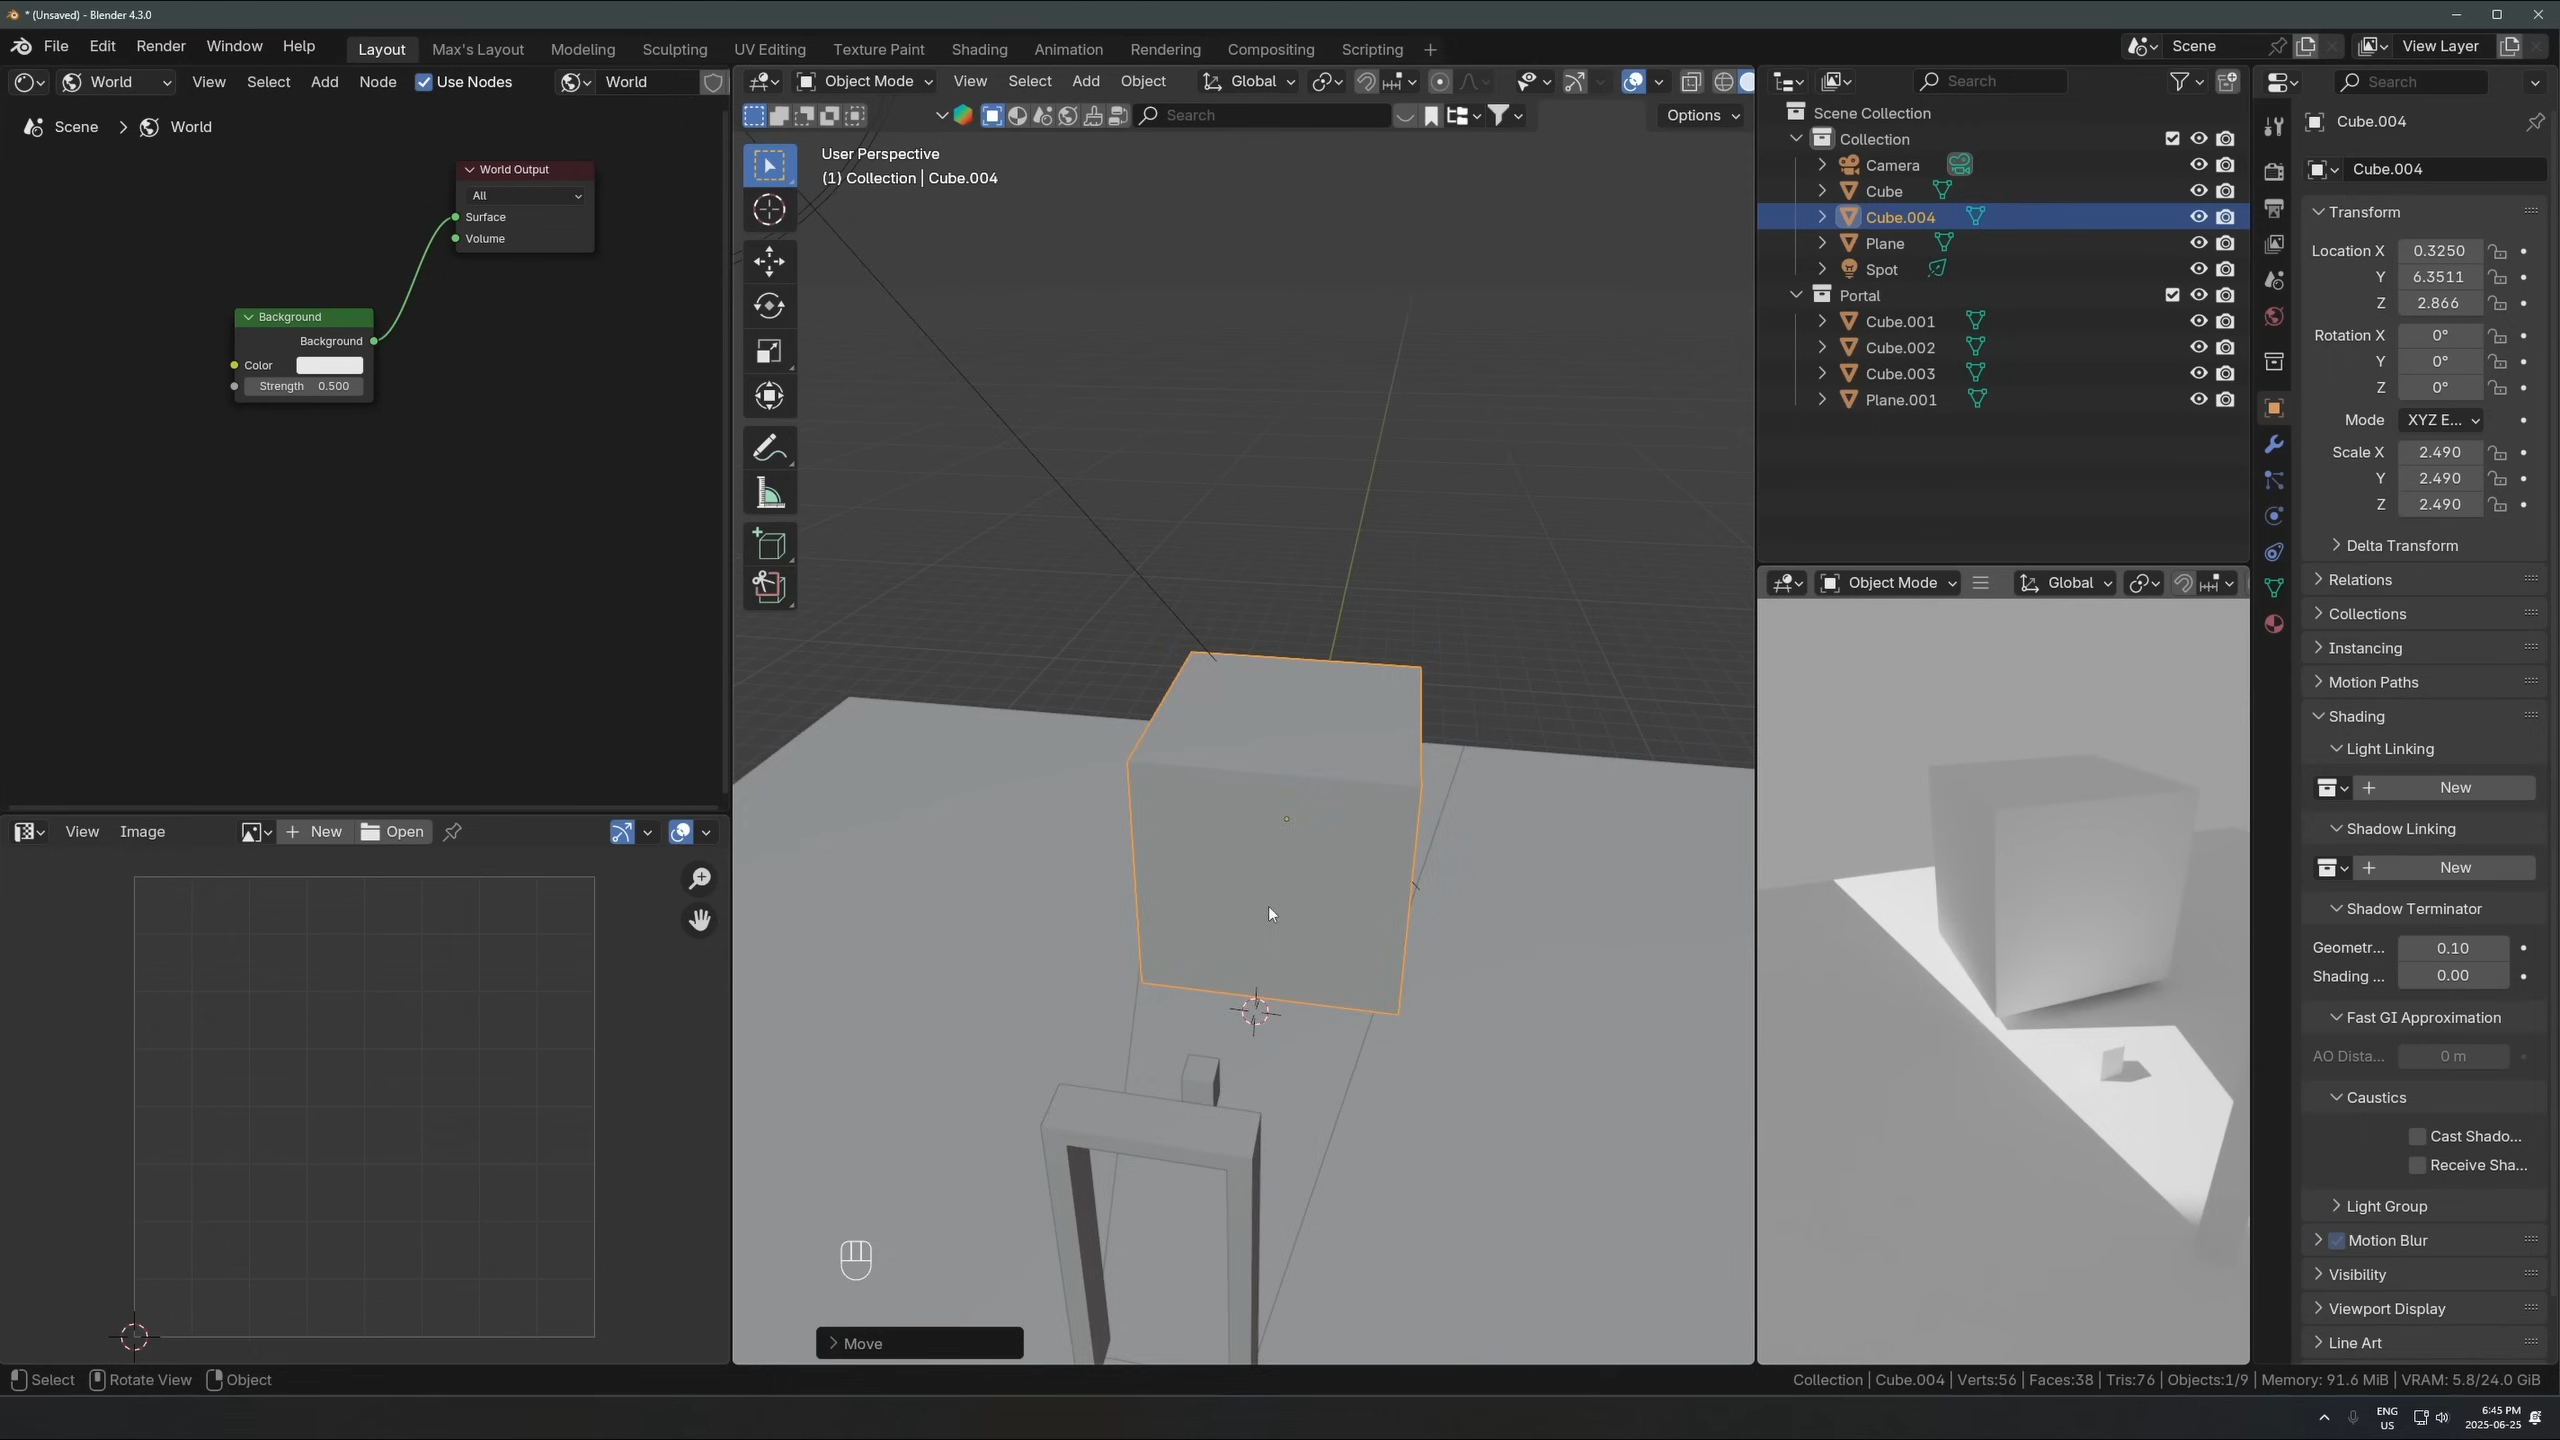 * (Unsaved) - Blender 4.3.0
File Edit Render Window Help Layout Max's Layout Modeling Sculpting UV Editing Texture Paint Shading Animation Rendering Compositing Scripting + Scene View Layer
World View Select Add Node Use Nodes World
Scene > World
World Output
All
Surface
Volume
Background
Background
Color
Strength 0.500
View Image New Open
Object Mode View Select Add Object Global
Search Options
User Perspective
(1) Collection | Cube.004
Move
Search
Scene Collection
Collection
Camera
Cube
Cube.004
Plane
Spot
Portal
Cube.001
Cube.002
Cube.003
Plane.001
Object Mode Global
Search
Cube.004
Cube.004
Transform
Location X 0.3250
Y 6.3511
Z 2.866
Rotation X 0°
Y 0°
Z 0°
Mode XYZ E...
Scale X 2.490
Y 2.490
Z 2.490
Delta Transform
Relations
Collections
Instancing
Motion Paths
Shading
Light Linking
New
Shadow Linking
New
Shadow Terminator
Geometr... 0.10
Shading ... 0.00
Fast GI Approximation
AO Dista... 0 m
Caustics
Cast Shado...
Receive Sha...
Light Group
Motion Blur
Visibility
Viewport Display
Line Art
Select Rotate View Object
Collection | Cube.004 | Verts:56 | Faces:38 | Tris:76 | Objects:1/9 | Memory: 91.6 MiB | VRAM: 5.8/24.0 GiB
ENG
US
6:45 PM
2025-06-25